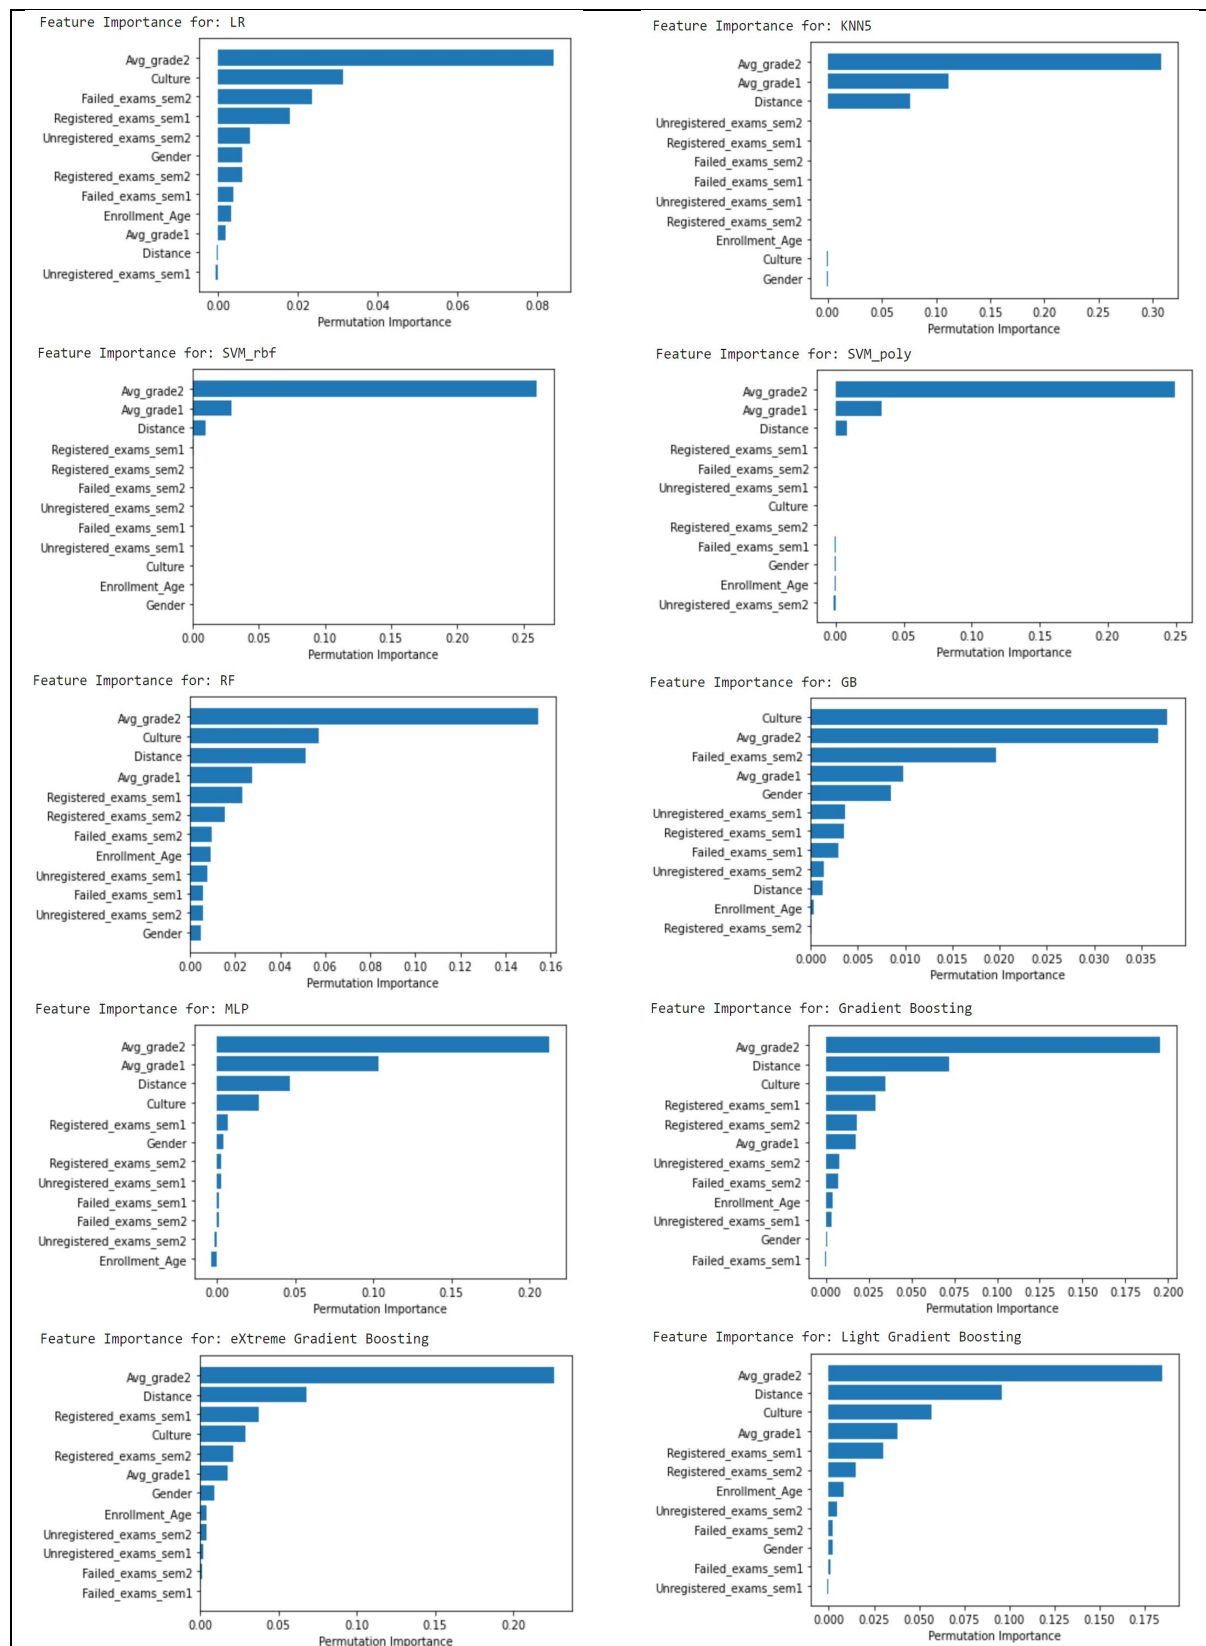 Feature Importance for: LR
Avg_grade2
Culture
Failed_exams_sem2
Registered_exams_sem1
Unregistered_exams_sem2
Gender
Registered_exams_sem2
Failed_exams_sem1
Enrollment_Age
Avg_grade1
Distance
Unregistered_exams_sem1
0.00 0.02 0.04 0.06 0.08
Permutation Importance
Feature Importance for: KNN5
Avg_grade2
Avg_grade1
Distance
Unregistered_exams_sem2
Registered_exams_sem1
Failed_exams_sem2
Failed_exams_sem1
Unregistered_exams_sem1
Registered_exams_sem2
Enrollment_Age
Culture
Gender
0.00 0.05 0.10 0.15 0.20 0.25 0.30
Permutation Importance
Feature Importance for: SVM_rbf
Avg_grade2
Avg_grade1
Distance
Registered_exams_sem1
Registered_exams_sem2
Failed_exams_sem2
Unregistered_exams_sem2
Failed_exams_sem1
Unregistered_exams_sem1
Culture
Enrollment_Age
Gender
0.00 0.05 0.10 0.15 0.20 0.25
Permutation Importance
Feature Importance for: SVM_poly
Avg_grade2
Avg_grade1
Distance
Registered_exams_sem1
Failed_exams_sem2
Unregistered_exams_sem1
Culture
Registered_exams_sem2
Failed_exams_sem1
Gender
Enrollment_Age
Unregistered_exams_sem2
0.00 0.05 0.10 0.15 0.20 0.25
Permutation Importance
Feature Importance for: RF
Avg_grade2
Culture
Distance
Avg_grade1
Registered_exams_sem1
Registered_exams_sem2
Failed_exams_sem2
Enrollment_Age
Unregistered_exams_sem1
Failed_exams_sem1
Unregistered_exams_sem2
Gender
0.00 0.02 0.04 0.06 0.08 0.10 0.12 0.14 0.16
Permutation Importance
Feature Importance for: GB
Culture
Avg_grade2
Failed_exams_sem2
Avg_grade1
Gender
Unregistered_exams_sem1
Registered_exams_sem1
Failed_exams_sem1
Unregistered_exams_sem2
Distance
Enrollment_Age
Registered_exams_sem2
0.000 0.005 0.010 0.015 0.020 0.025 0.030 0.035
Permutation Importance
Feature Importance for: MLP
Avg_grade2
Avg_grade1
Distance
Culture
Registered_exams_sem1
Gender
Registered_exams_sem2
Unregistered_exams_sem1
Failed_exams_sem1
Failed_exams_sem2
Unregistered_exams_sem2
Enrollment_Age
0.00 0.05 0.10 0.15 0.20
Permutation Importance
Feature Importance for: Gradient Boosting
Avg_grade2
Distance
Culture
Registered_exams_sem1
Registered_exams_sem2
Avg_grade1
Unregistered_exams_sem2
Failed_exams_sem2
Enrollment_Age
Unregistered_exams_sem1
Gender
Failed_exams_sem1
0.000 0.025 0.050 0.075 0.100 0.125 0.150 0.175 0.200
Permutation Importance
Feature Importance for: eXtreme Gradient Boosting
Avg_grade2
Distance
Registered_exams_sem1
Culture
Registered_exams_sem2
Avg_grade1
Gender
Enrollment_Age
Unregistered_exams_sem2
Unregistered_exams_sem1
Failed_exams_sem2
Failed_exams_sem1
0.00 0.05 0.10 0.15 0.20
Permutation Importance
Feature Importance for: Light Gradient Boosting
Avg_grade2
Distance
Culture
Avg_grade1
Registered_exams_sem1
Registered_exams_sem2
Enrollment_Age
Unregistered_exams_sem2
Failed_exams_sem2
Gender
Failed_exams_sem1
Unregistered_exams_sem1
0.000 0.025 0.050 0.075 0.100 0.125 0.150 0.175
Permutation Importance